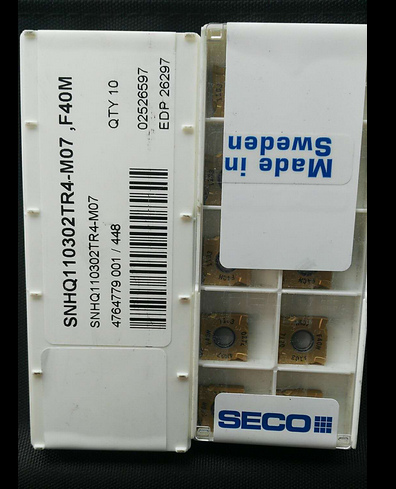 SNHQ110302TR4-M07 ,F40M
QTY 10
02526597
EDP 26297
SNHQ110302TR4-M07
4764779 001 / 448
Made in
Sweden
SECO